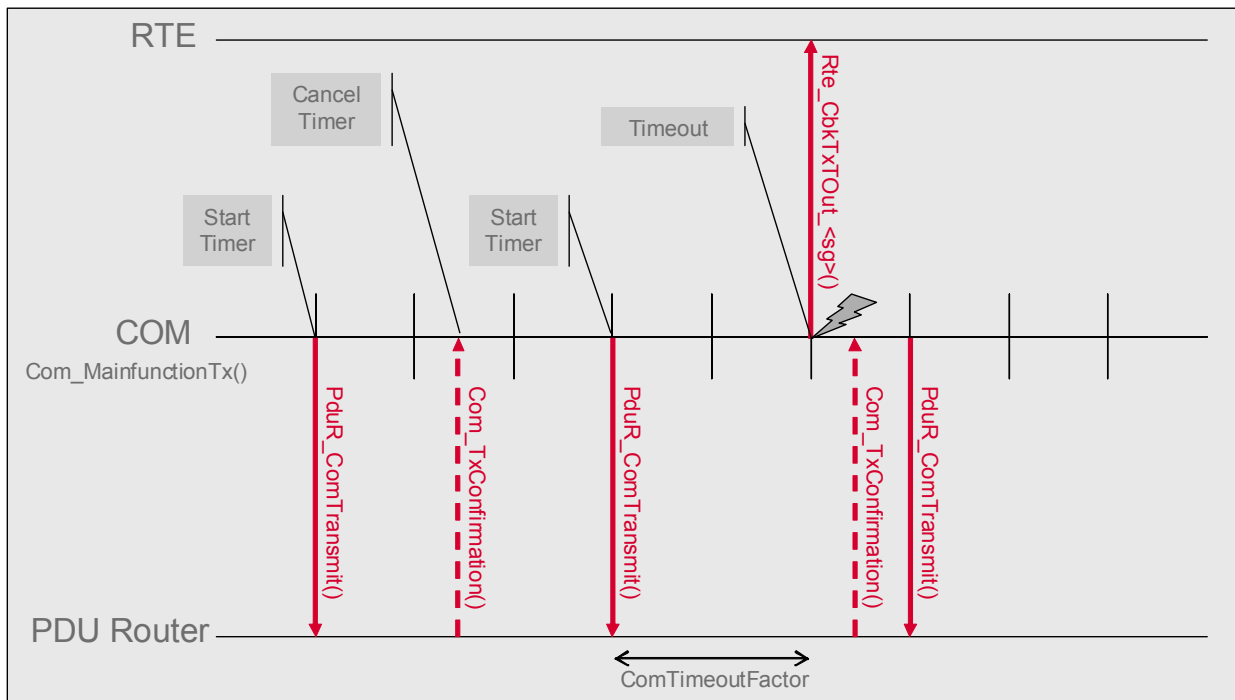 RTE
Cancel
Timer
Timeout
Rte_CbkTxTOut_<sg>()
Start
Timer
Start
Timer
COM
Com_MainfunctionTx()
PduR_ComTransmit()
Com_TxConfirmation()
PduR_ComTransmit()
Com_TxConfirmation()
PduR_ComTransmit()
PDU Router
ComTimeoutFactor